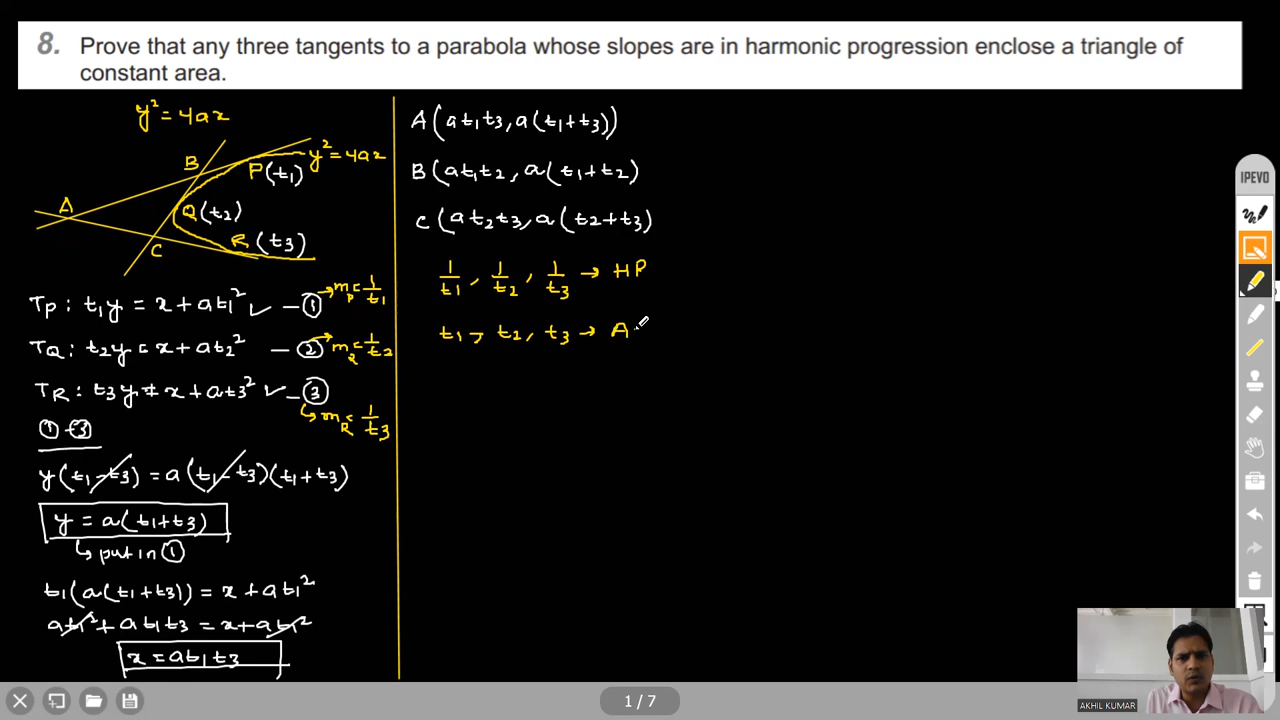 8. Prove that any three tangents to a parabola whose slopes are in harmonic progression enclose a triangle of
constant area.
y² = 4ax
y² = 4ax
B
P(t1)
A
Q(t2)
R(t3)
C
TP : t1y = x + at1² ✓ — ① → mP = 1/t1
TQ : t2y = x + at2² — ② → mR = 1/t2
TR : t3y = x + at3² ✓ — ③
↳ mR = 1/t3
① - ③
y(t1 - t3) = a(t1 - t3)(t1 + t3)
y = a(t1+t3)
↳ put in ①
t1(a(t1+t3)) = x + at1²
at1² + at1t3 = x + at1²
x = at1t3
A(at1t3, a(t1+t3))
B(at1t2, a(t1+t2)
C(at2t3, a(t2+t3)
1/t1, 1/t2, 1/t3 → HP
t1, t2, t3 → A
IPEVO
1 / 7
AKHIL KUMAR